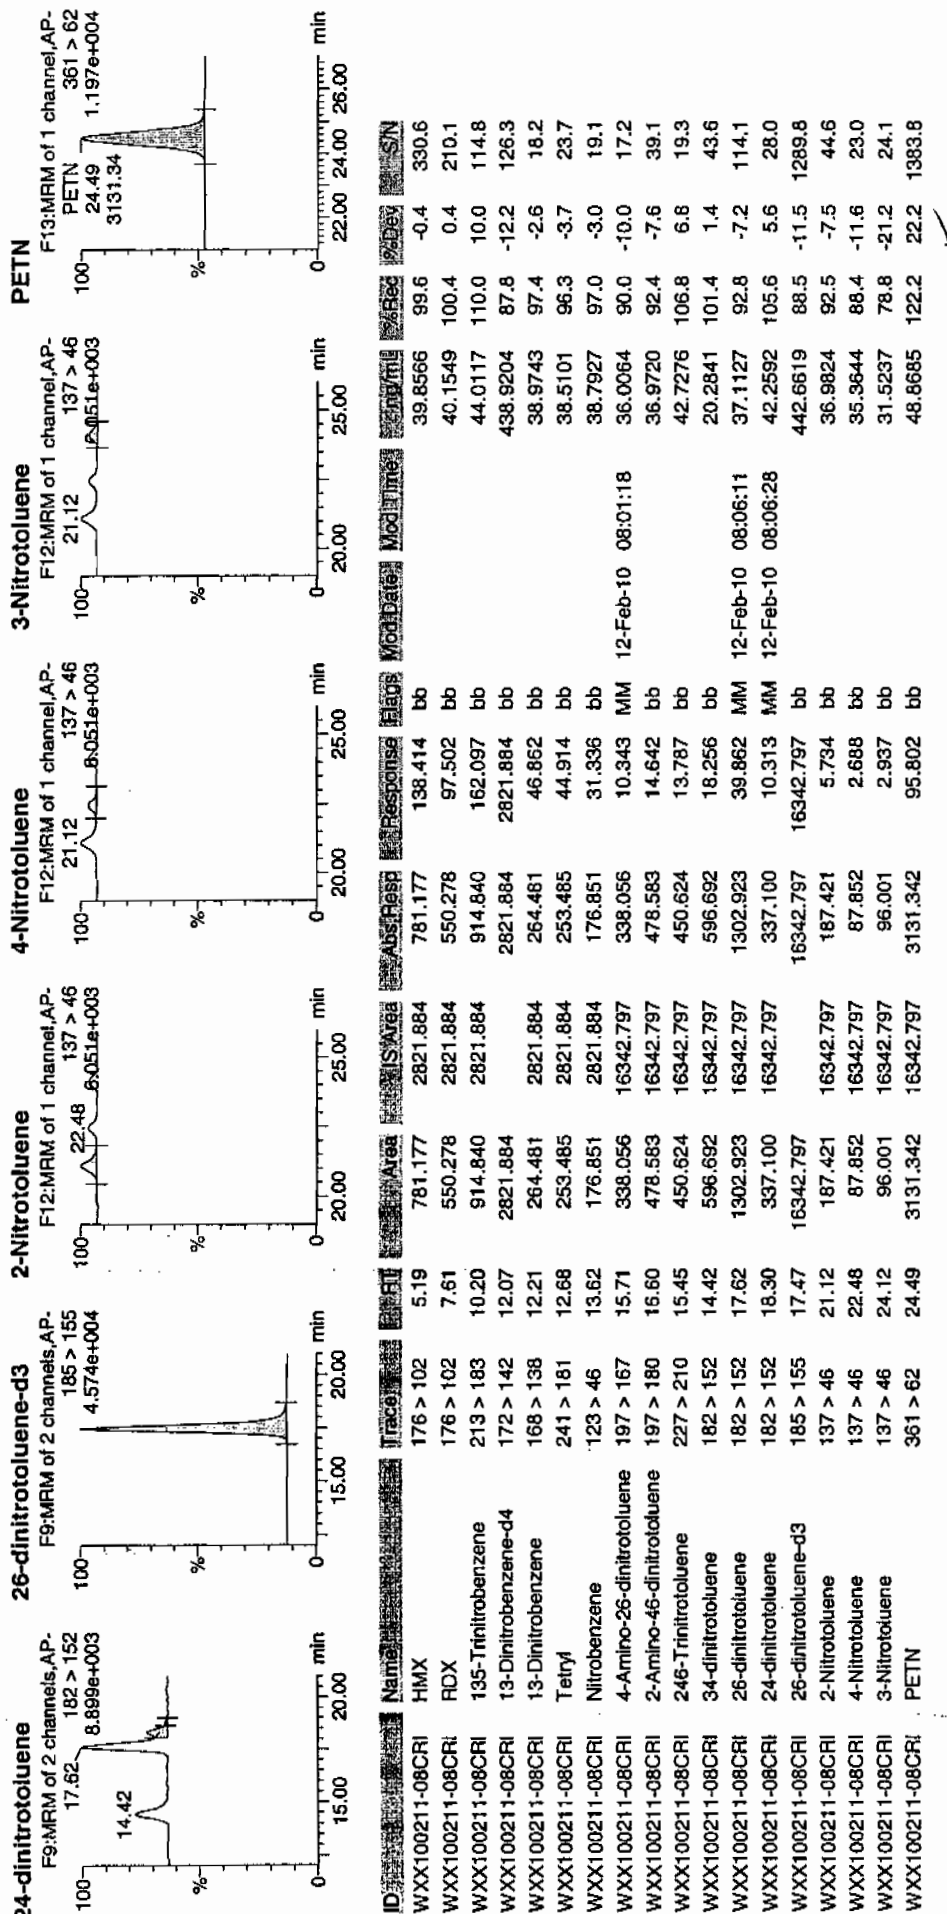 24-dinitrotoluene
F9:MRM of 2 channels,AP-
17.62 182 > 152
8.899e+003
14.42
100
%
0
15.00 20.00 min
26-dinitrotoluene-d3
F9:MRM of 2 channels,AP-
185 > 155
4.574e+004
100
%
0
15.00 20.00 min
2-Nitrotoluene
F12:MRM of 1 channel,AP-
137 > 46
22.48 6.051e+003
100
%
0
20.00 25.00 min
4-Nitrotoluene
F12:MRM of 1 channel,AP-
21.12 137 > 46
6.051e+003
100
%
0
20.00 25.00 min
3-Nitrotoluene
F12:MRM of 1 channel,AP-
21.12 137 > 46
051e+003
100
%
0
20.00 25.00 min
PETN
F13:MRM of 1 channel,AP-
PETN 361 > 62
24.49 1.197e+004
3131.34
100
%
0
22.00 24.00 26.00 min
ID Name Trace RT Area IS Area Abs.Resp Response Flags Mod.Date Mod.Time ng/mL %Rec %Dev S/N
WXX100211-08CRI HMX 176 > 102 5.19 781.177 2821.884 781.177 138.414 bb 39.8566 99.6 -0.4 330.6
WXX100211-08CRI RDX 176 > 102 7.61 550.278 2821.884 550.278 97.502 bb 40.1549 100.4 0.4 210.1
WXX100211-08CRI 135-Trinitrobenzene 213 > 183 10.20 914.840 2821.884 914.840 162.097 bb 44.0117 110.0 10.0 114.8
WXX100211-08CRI 13-Dinitrobenzene-d4 172 > 142 12.07 2821.884 2821.884 2821.884 bb 438.9204 87.8 -12.2 126.3
WXX100211-08CRI 13-Dinitrobenzene 168 > 138 12.21 264.481 2821.884 264.481 46.862 bb 38.9743 97.4 -2.6 18.2
WXX100211-08CRI Tetryl 241 > 181 12.68 253.485 2821.884 253.485 44.914 bb 38.5101 96.3 -3.7 23.7
WXX100211-08CRI Nitrobenzene 123 > 46 13.62 176.851 2821.884 176.851 31.336 bb 38.7927 97.0 -3.0 19.1
WXX100211-08CRI 4-Amino-26-dinitrotoluene 197 > 167 15.71 338.056 16342.797 338.056 10.343 MM 12-Feb-10 08:01:18 36.0064 90.0 -10.0 17.2
WXX100211-08CRI 2-Amino-46-dinitrotoluene 197 > 180 16.60 478.583 16342.797 478.583 14.642 bb 36.9720 92.4 -7.6 39.1
WXX100211-08CRI 246-Trinitrotoluene 227 > 210 15.45 450.624 16342.797 450.624 13.787 bb 42.7276 106.8 6.8 19.3
WXX100211-08CRI 34-dinitrotoluene 182 > 152 14.42 596.692 16342.797 596.692 18.256 bb 20.2841 101.4 1.4 43.6
WXX100211-08CRI 26-dinitrotoluene 182 > 152 17.62 1302.923 16342.797 1302.923 39.862 MM 12-Feb-10 08:06:11 37.1127 92.8 -7.2 114.1
WXX100211-08CRI 24-dinitrotoluene 182 > 152 18.30 337.100 16342.797 337.100 10.313 MM 12-Feb-10 08:06:28 42.2592 105.6 5.6 28.0
WXX100211-08CRI 26-dinitrotoluene-d3 185 > 155 17.47 16342.797 16342.797 16342.797 bb 442.6619 88.5 -11.5 1289.8
WXX100211-08CRI 2-Nitrotoluene 137 > 46 21.12 187.421 16342.797 187.421 5.734 bb 36.9824 92.5 -7.5 44.6
WXX100211-08CRI 4-Nitrotoluene 137 > 46 22.48 87.852 16342.797 87.852 2.688 bb 35.3644 88.4 -11.6 23.0
WXX100211-08CRI 3-Nitrotoluene 137 > 46 24.12 96.001 16342.797 96.001 2.937 bb 31.5237 78.8 -21.2 24.1
WXX100211-08CRI PETN 361 > 62 24.49 3131.342 16342.797 3131.342 95.802 bb 48.8685 122.2 22.2 1383.8